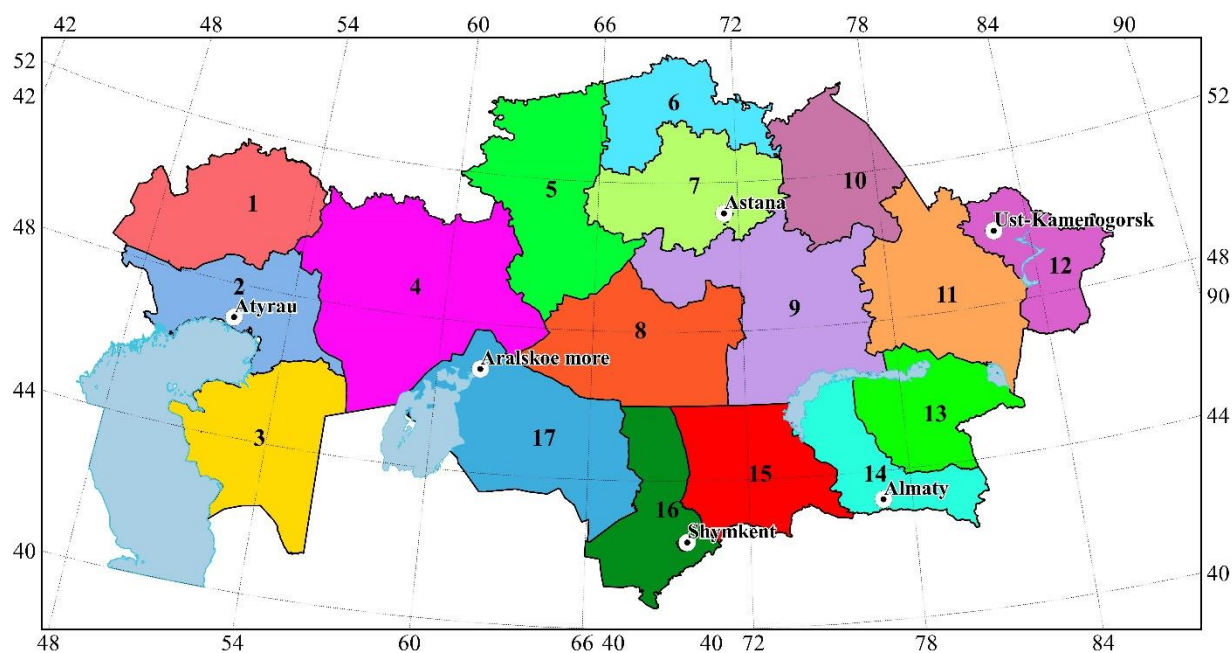 42 48 54 60 66 72 78 84 90
52 52
42
6
10
7
5
1
Astana
Ust-Kamenogorsk
48 48
12
2 4 9 11 90
Atyrau
8
Aralskoe more
44 13 44
3 17
15 14
Almaty
16
Shymkent
40 40
48 54 60 66 40 40 72 78 84